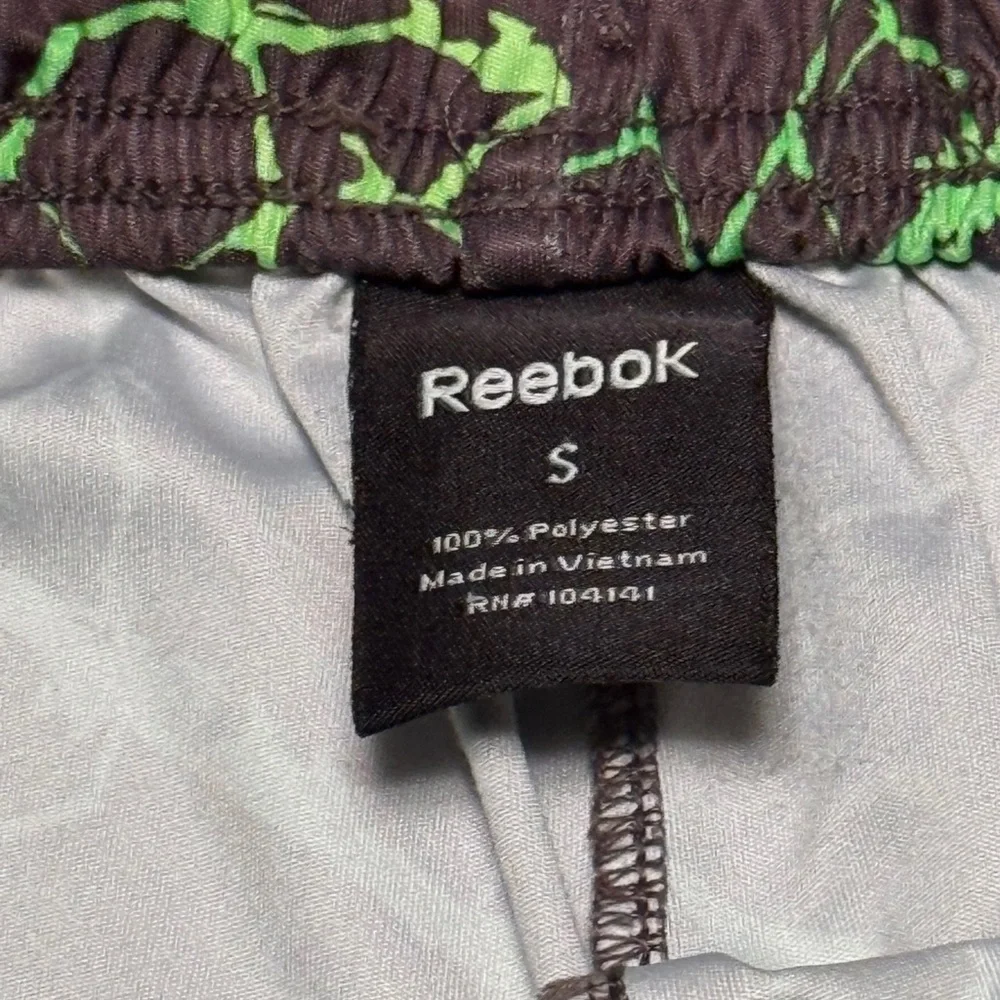 Reebok
S
100% Polyester
Made in Vietnam
RN# 104141